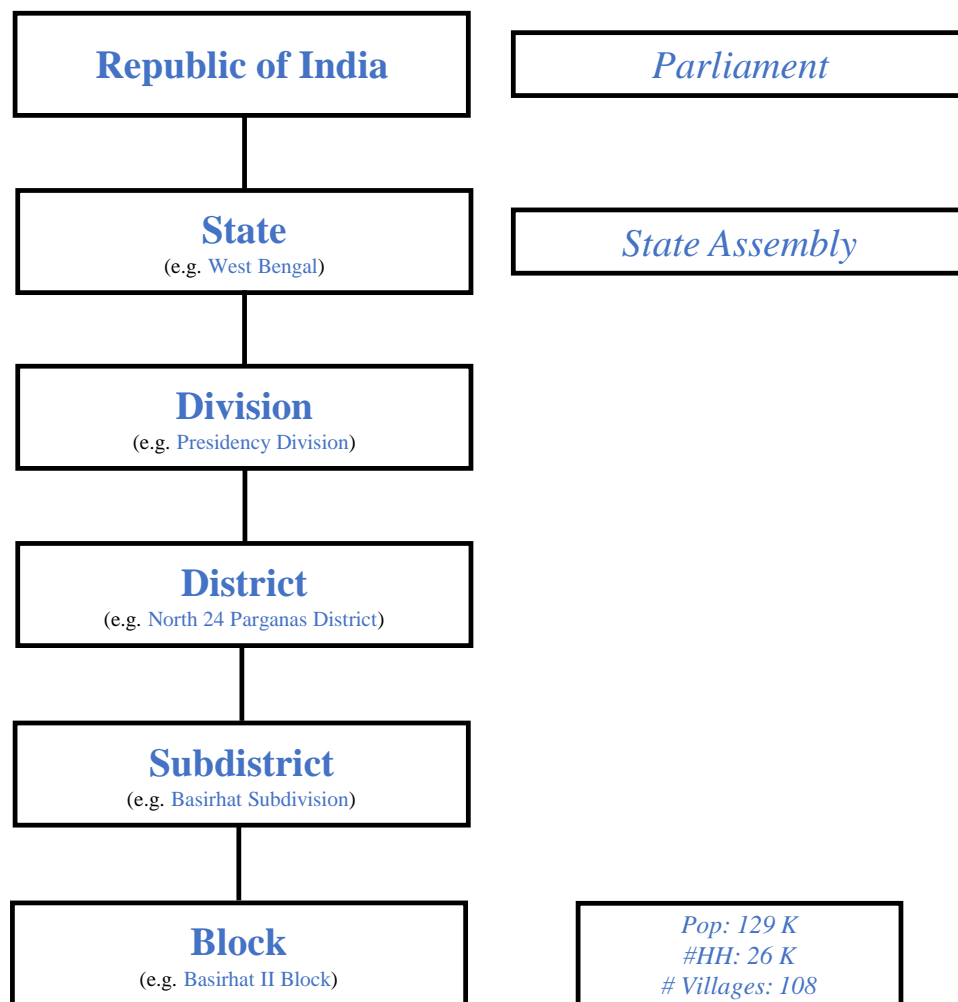 Republic of India
Parliament
State
(e.g. West Bengal)
State Assembly
Division
(e.g. Presidency Division)
District
(e.g. North 24 Parganas District)
Subdistrict
(e.g. Basirhat Subdivision)
Block
(e.g. Basirhat II Block)
Pop: 129 K
#HH: 26 K
# Villages: 108